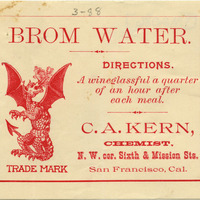 3-88
BROM WATER.
DIRECTIONS.
A wineglassful a quarter
of an hour after
each meal.
C. A. KERN,
CHEMIST,
N. W. cor. Sixth & Mission Sts.
San Francisco, Cal.
TRADE MARK